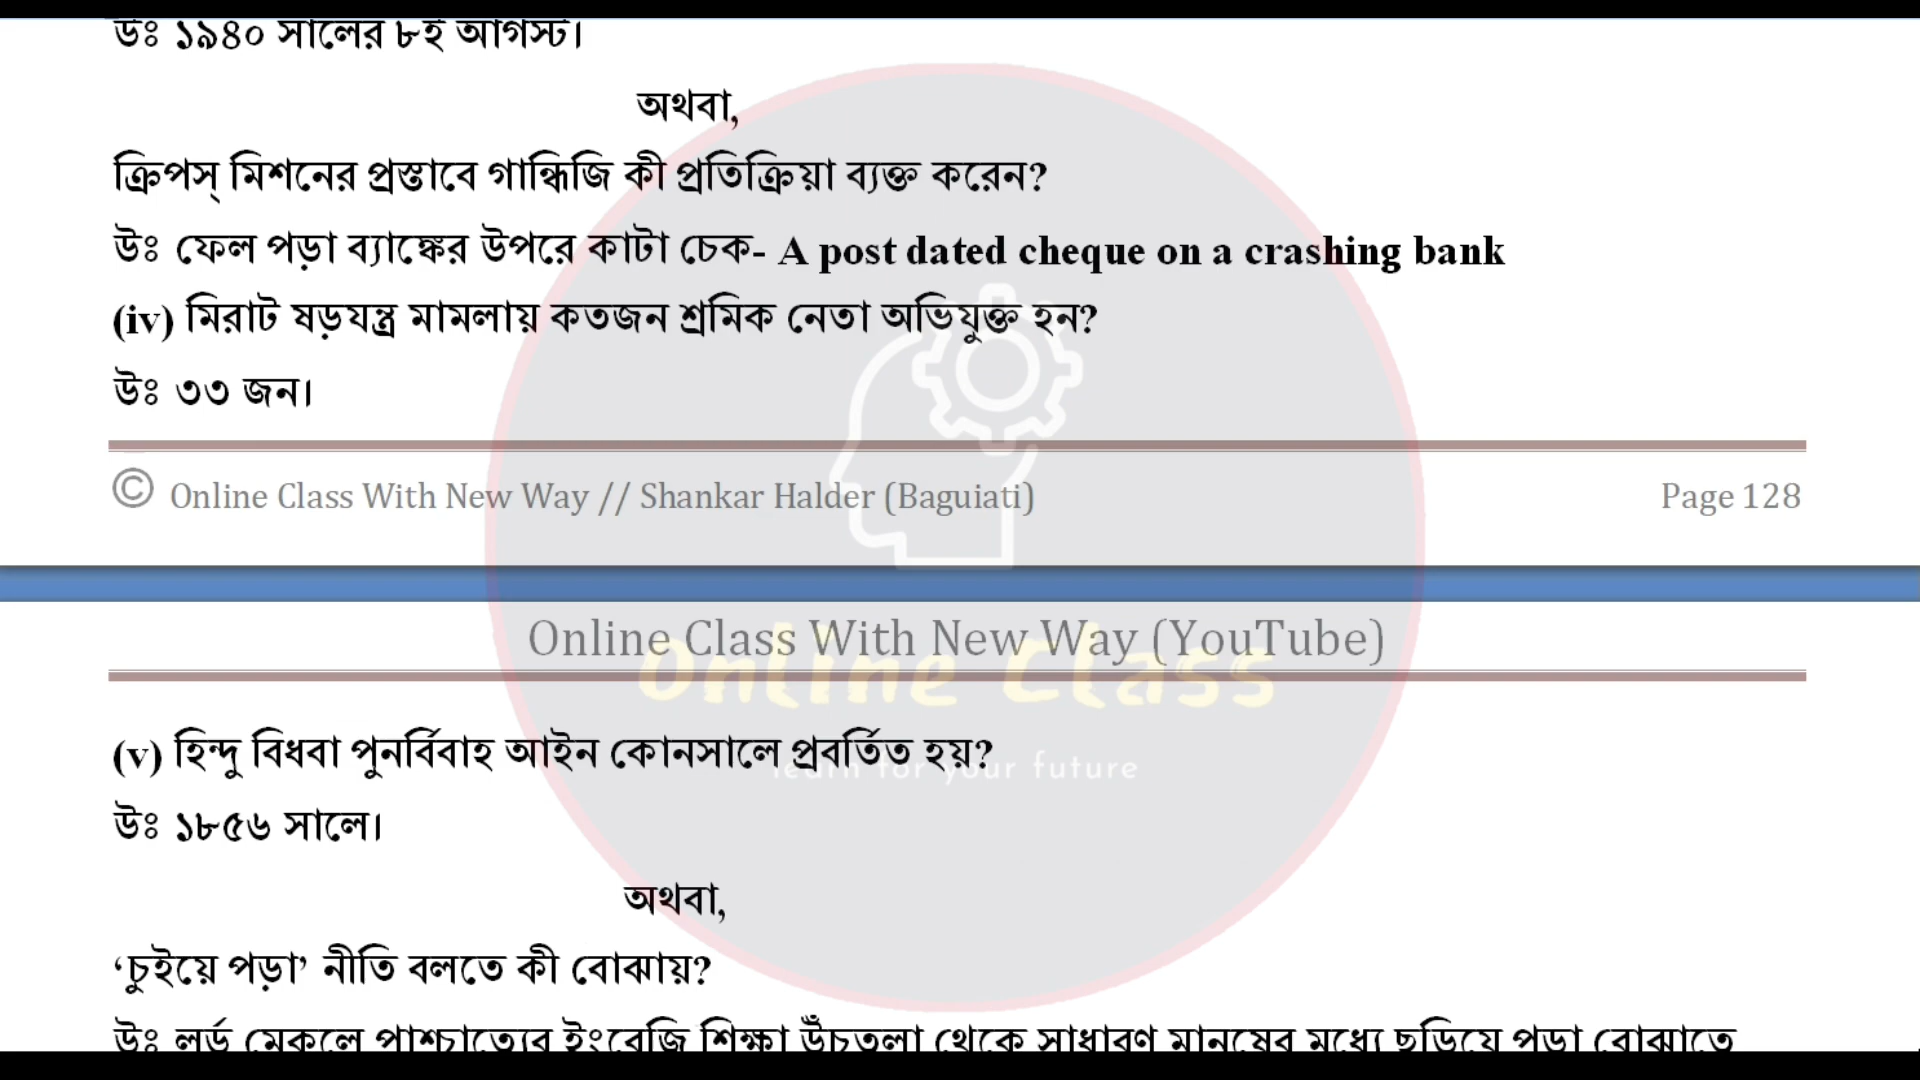 উঃ ১৯৪০ সালের ৮ই আগস্ট।
অথবা,
ক্রিপস্ মিশনের প্রস্তাবে গান্ধিজি কী প্রতিক্রিয়া ব্যক্ত করেন?
উঃ ফেল পড়া ব্যাঙ্কের উপরে কাটা চেক- A post dated cheque on a crashing bank
(iv) মিরাট ষড়যন্ত্র মামলায় কতজন শ্রমিক নেতা অভিযুক্ত হন?
উঃ ৩৩ জন।
© Online Class With New Way // Shankar Halder (Baguiati) Page 128
Online Class With New Way (YouTube)
Online Class
(v) হিন্দু বিধবা পুনর্বিবাহ আইন কোনসালে প্রবর্তিত হয়?
learn for your future
উঃ ১৮৫৬ সালে।
অথবা,
‘চুইয়ে পড়া’ নীতি বলতে কী বোঝায়?
উঃ লর্ড মেকলে পাশ্চাত্যের ইংরেজি শিক্ষা উঁচতলা থেকে সাধারণ মানুষের মধ্যে ছড়িয়ে পড়া বোঝাতে